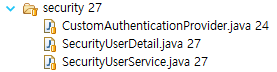 security 27
CustomAuthenticationProvider.java 24
SecurityUserDetail.java 27
SecurityUserService.java 27